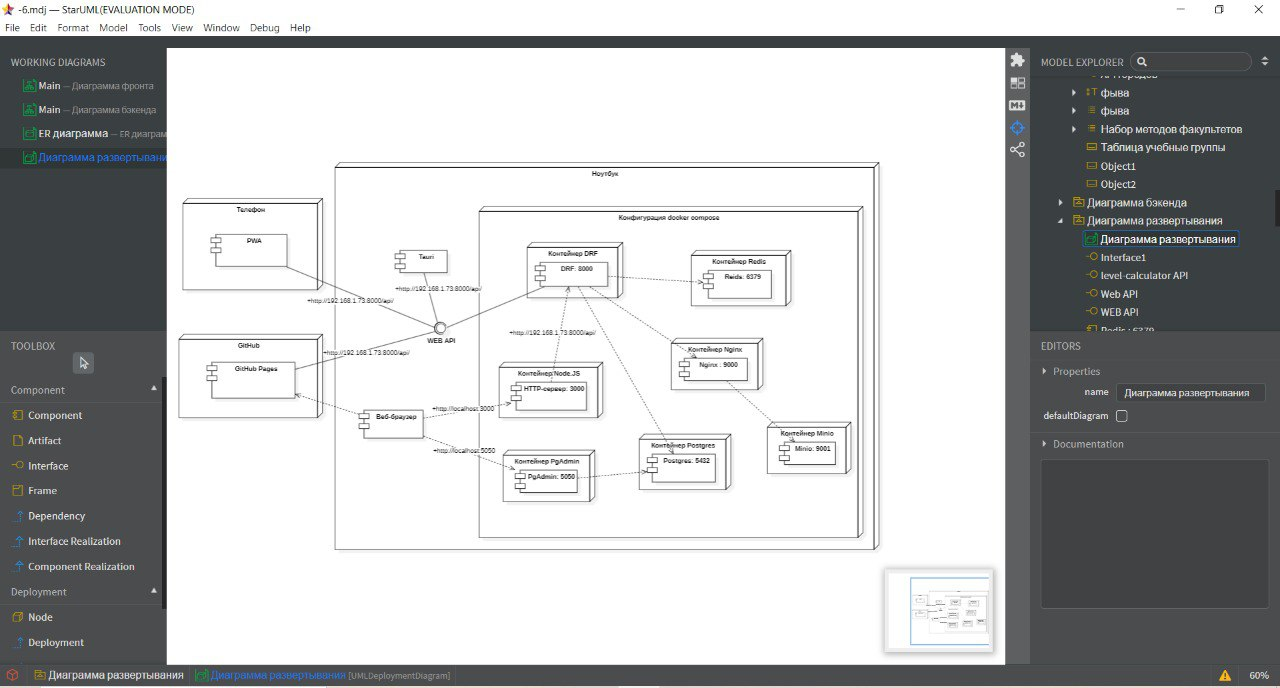 -6.mdj — StarUML(EVALUATION MODE)
File Edit Format Model Tools View Window Debug Help
WORKING DIAGRAMS
Main — Диаграмма фронта
Main — Диаграмма бэкенда
ER диаграмма — ER диаграм
Диаграмма развертывани
TOOLBOX
Component
Component
Artifact
Interface
Frame
Dependency
Interface Realization
Component Realization
Deployment
Node
Deployment
Ноутбук
Телефон
PWA
Конфигурация docker compose
Tauri
Контейнер DRF
DRF: 8000
Контейнер Redis
Reids: 6379
+http://192.168.1.73:8000/api/
+http://192.168.1.73:8000/api/
WEB API
+http://192.168.1.73:8000/api/
+http://192.168.1.73:8000/api/
GitHub
GitHub Pages
Контейнер Nginx
Nginx : 9000
Контейнер Node.JS
HTTP-сервер: 3000
Веб-браузер
+http://localhost:3000
+http://localhost:5050
Контейнер PgAdmin
PgAdmin: 5050
Контейнер Postgres
Postgres: 5432
Контейнер Minio
Minio: 9001
MODEL EXPLORER
фыва
фыва
Набор методов факультетов
Таблица учебные группы
Object1
Object2
Диаграмма бэкенда
Диаграмма развертывания
Диаграмма развертывания
Interface1
level-calculator API
Web API
WEB API
Redis : 6379
EDITORS
Properties
name Диаграмма развертывания
defaultDiagram
Documentation
Диаграмма развертывания Диаграмма развертывания [UMLDeploymentDiagram] 60%